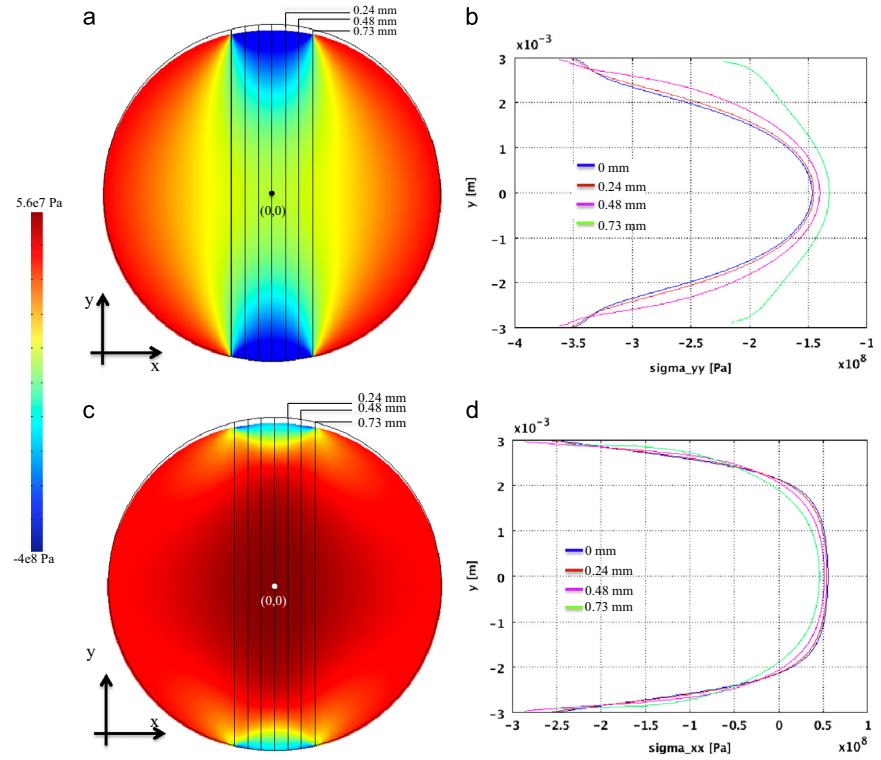 a
0.24 mm
0.48 mm
0.73 mm
(0,0)
y
x
5.6e7 Pa
-4e8 Pa
b
x10⁻³
3
2
1
0
-1
-2
-3
y [m]
0 mm
0.24 mm
0.48 mm
0.73 mm
-4 -3.5 -3 -2.5 -2 -1.5 -1
x10⁸
sigma_yy [Pa]
c
0.24 mm
0.48 mm
0.73 mm
(0,0)
y
x
d
x10⁻³
3
2
1
0
-1
-2
-3
y [m]
0 mm
0.24 mm
0.48 mm
0.73 mm
-3 -2.5 -2 -1.5 -1 -0.5 0 0.5 1
x10⁸
sigma_xx [Pa]